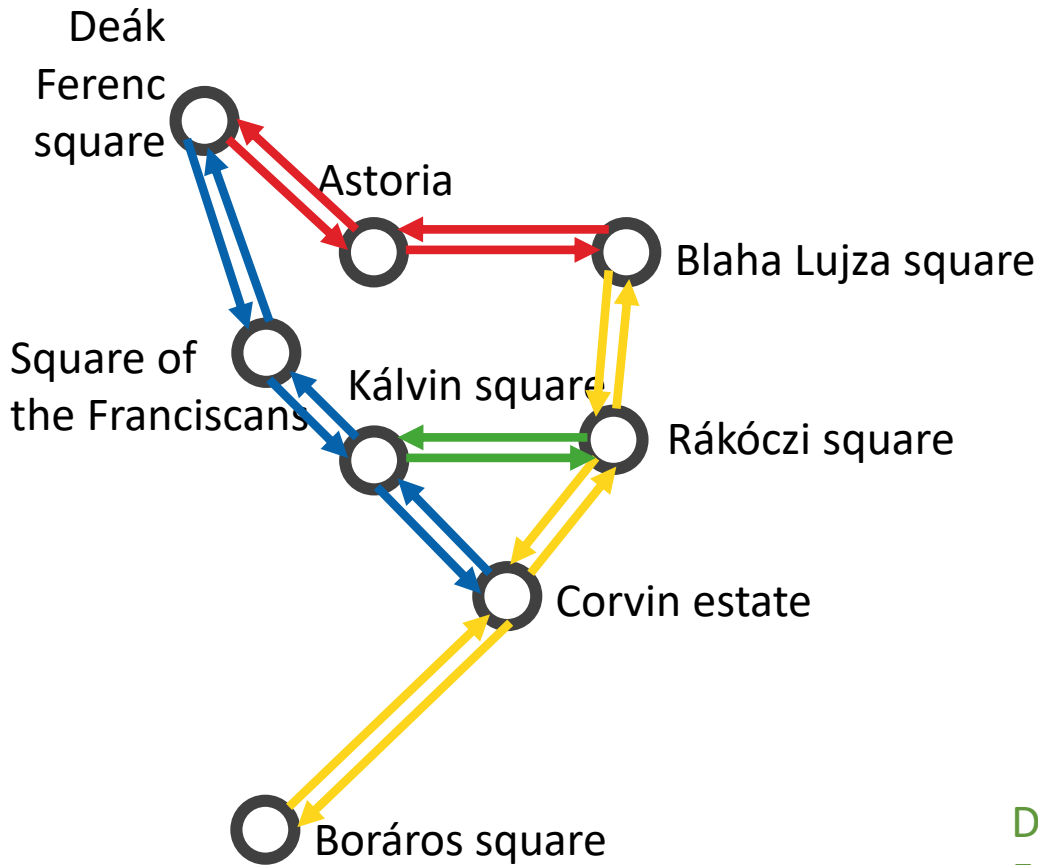 Deák
Ferenc
square
Astoria
Blaha Lujza square
Square of
the Franciscans
Kálvin square
Rákóczi square
Corvin estate
Boráros square
D